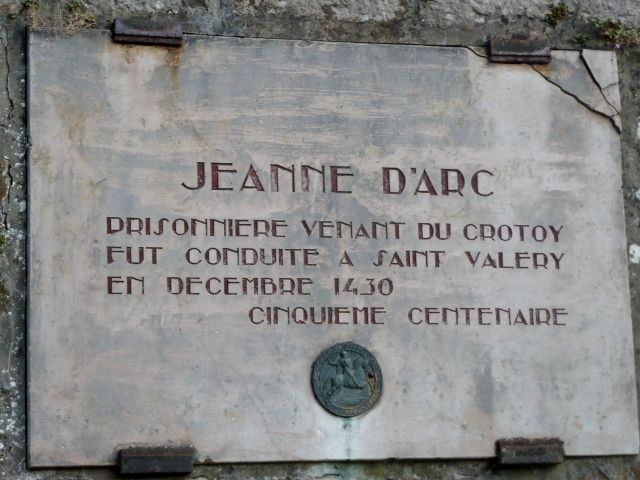 JEANNE D'ARC
PRISONNIERE VENANT DU CROTOY
FUT CONDUITE A SAINT VALERY
EN DECEMBRE 1430
CINQUIEME CENTENAIRE